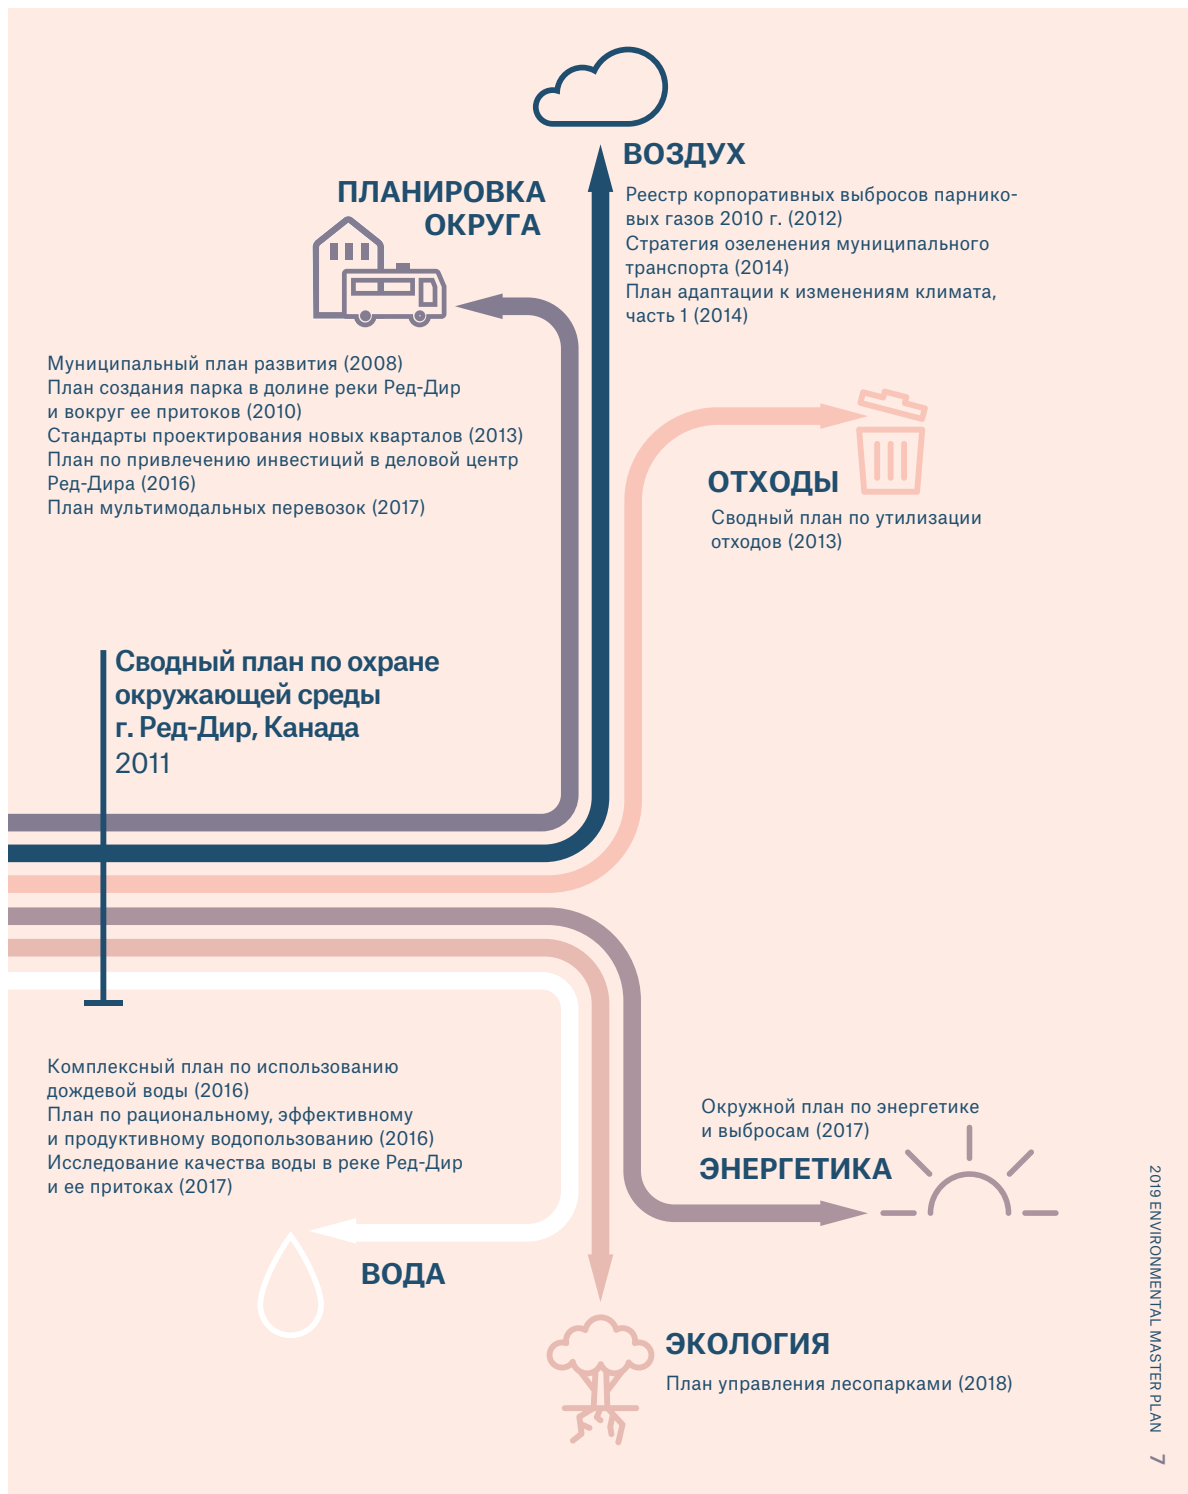 ВОЗДУХ
Реестр корпоративных выбросов парнико-
вых газов 2010 г. (2012)
Стратегия озеленения муниципального
транспорта (2014)
План адаптации к изменениям климата,
часть 1 (2014)
ПЛАНИРОВКА
ОКРУГА
Муниципальный план развития (2008)
План создания парка в долине реки Ред-Дир
и вокруг ее притоков (2010)
Стандарты проектирования новых кварталов (2013)
План по привлечению инвестиций в деловой центр
Ред-Дира (2016)
План мультимодальных перевозок (2017)
ОТХОДЫ
Сводный план по утилизации
отходов (2013)
Сводный план по охране
окружающей среды
г. Ред-Дир, Канада
2011
Комплексный план по использованию
дождевой воды (2016)
План по рациональному, эффективному
и продуктивному водопользованию (2016)
Исследование качества воды в реке Ред-Дир
и ее притоках (2017)
ВОДА
Окружной план по энергетике
и выбросам (2017)
ЭНЕРГЕТИКА
ЭКОЛОГИЯ
План управления лесопарками (2018)
2019 ENVIRONMENTAL MASTER PLAN 7